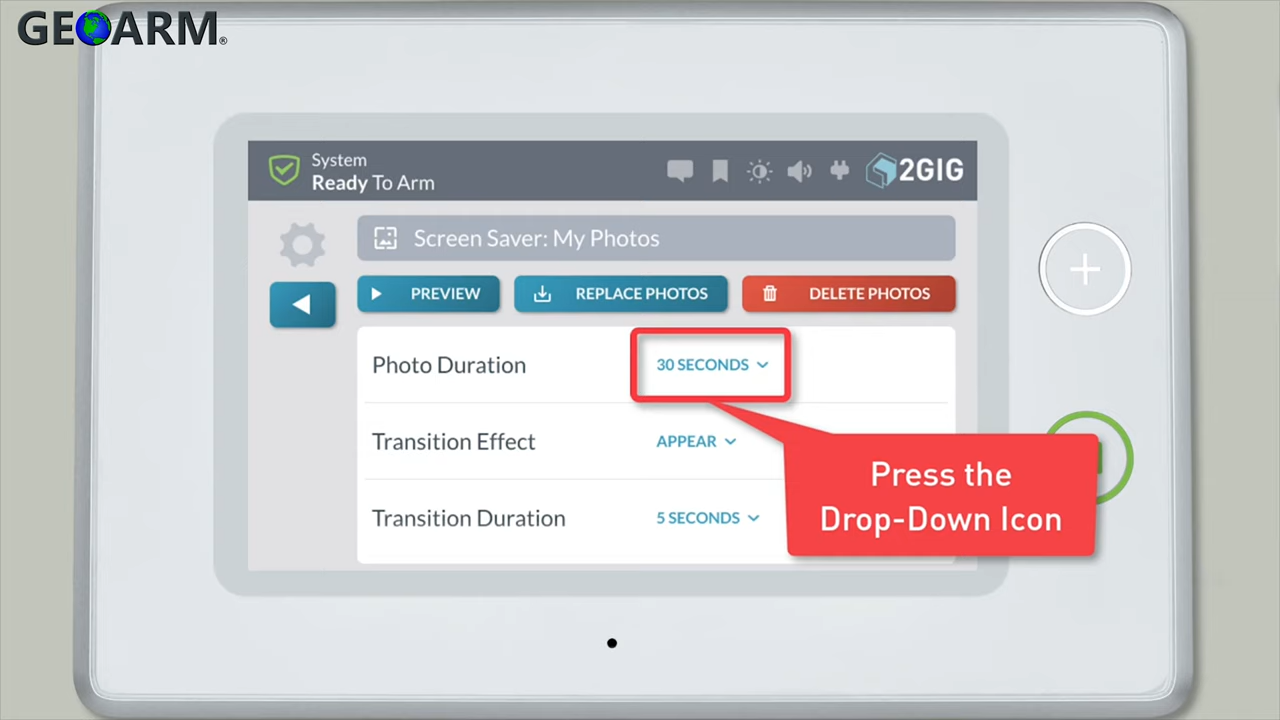 GEOARM®
System
Ready To Arm
2GIG
Screen Saver: My Photos
PREVIEW
REPLACE PHOTOS
DELETE PHOTOS
Photo Duration
30 SECONDS
Transition Effect
APPEAR
Transition Duration
5 SECONDS
Press the
Drop-Down Icon